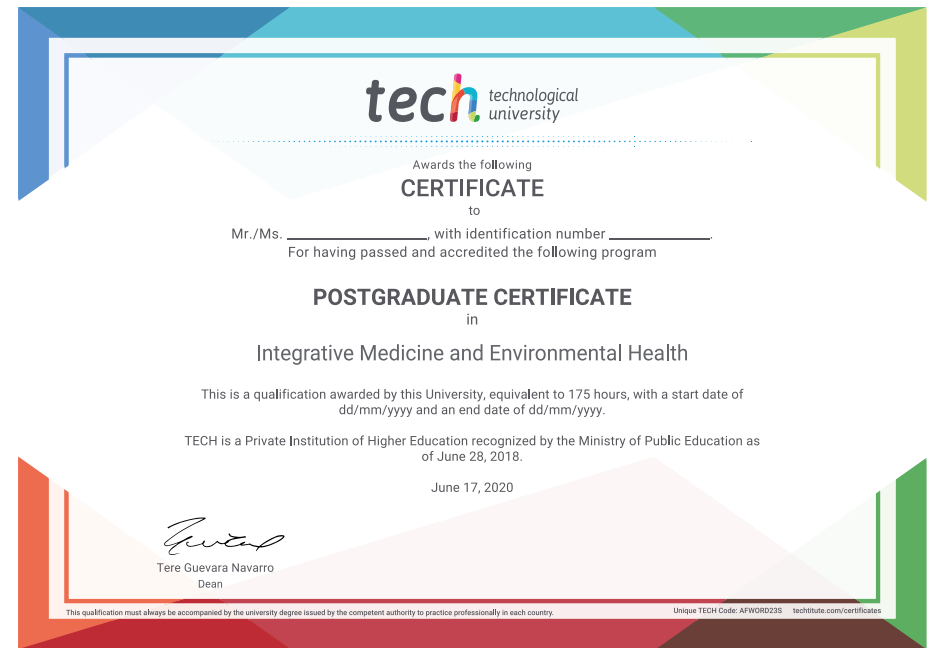 tech technological
university
Awards the following
CERTIFICATE
to
Mr./Ms. __________________, with identification number _____________.
For having passed and accredited the following program
POSTGRADUATE CERTIFICATE
in
Integrative Medicine and Environmental Health
This is a qualification awarded by this University, equivalent to 175 hours, with a start date of
dd/mm/yyyy and an end date of dd/mm/yyyy.
TECH is a Private Institution of Higher Education recognized by the Ministry of Public Education as
of June 28, 2018.
June 17, 2020
Tere Guevara Navarro
Dean
This qualification must always be accompanied by the university degree issued by the competent authority to practice professionally in each country.
Unique TECH Code: AFWORD23S techtitute.com/certificates